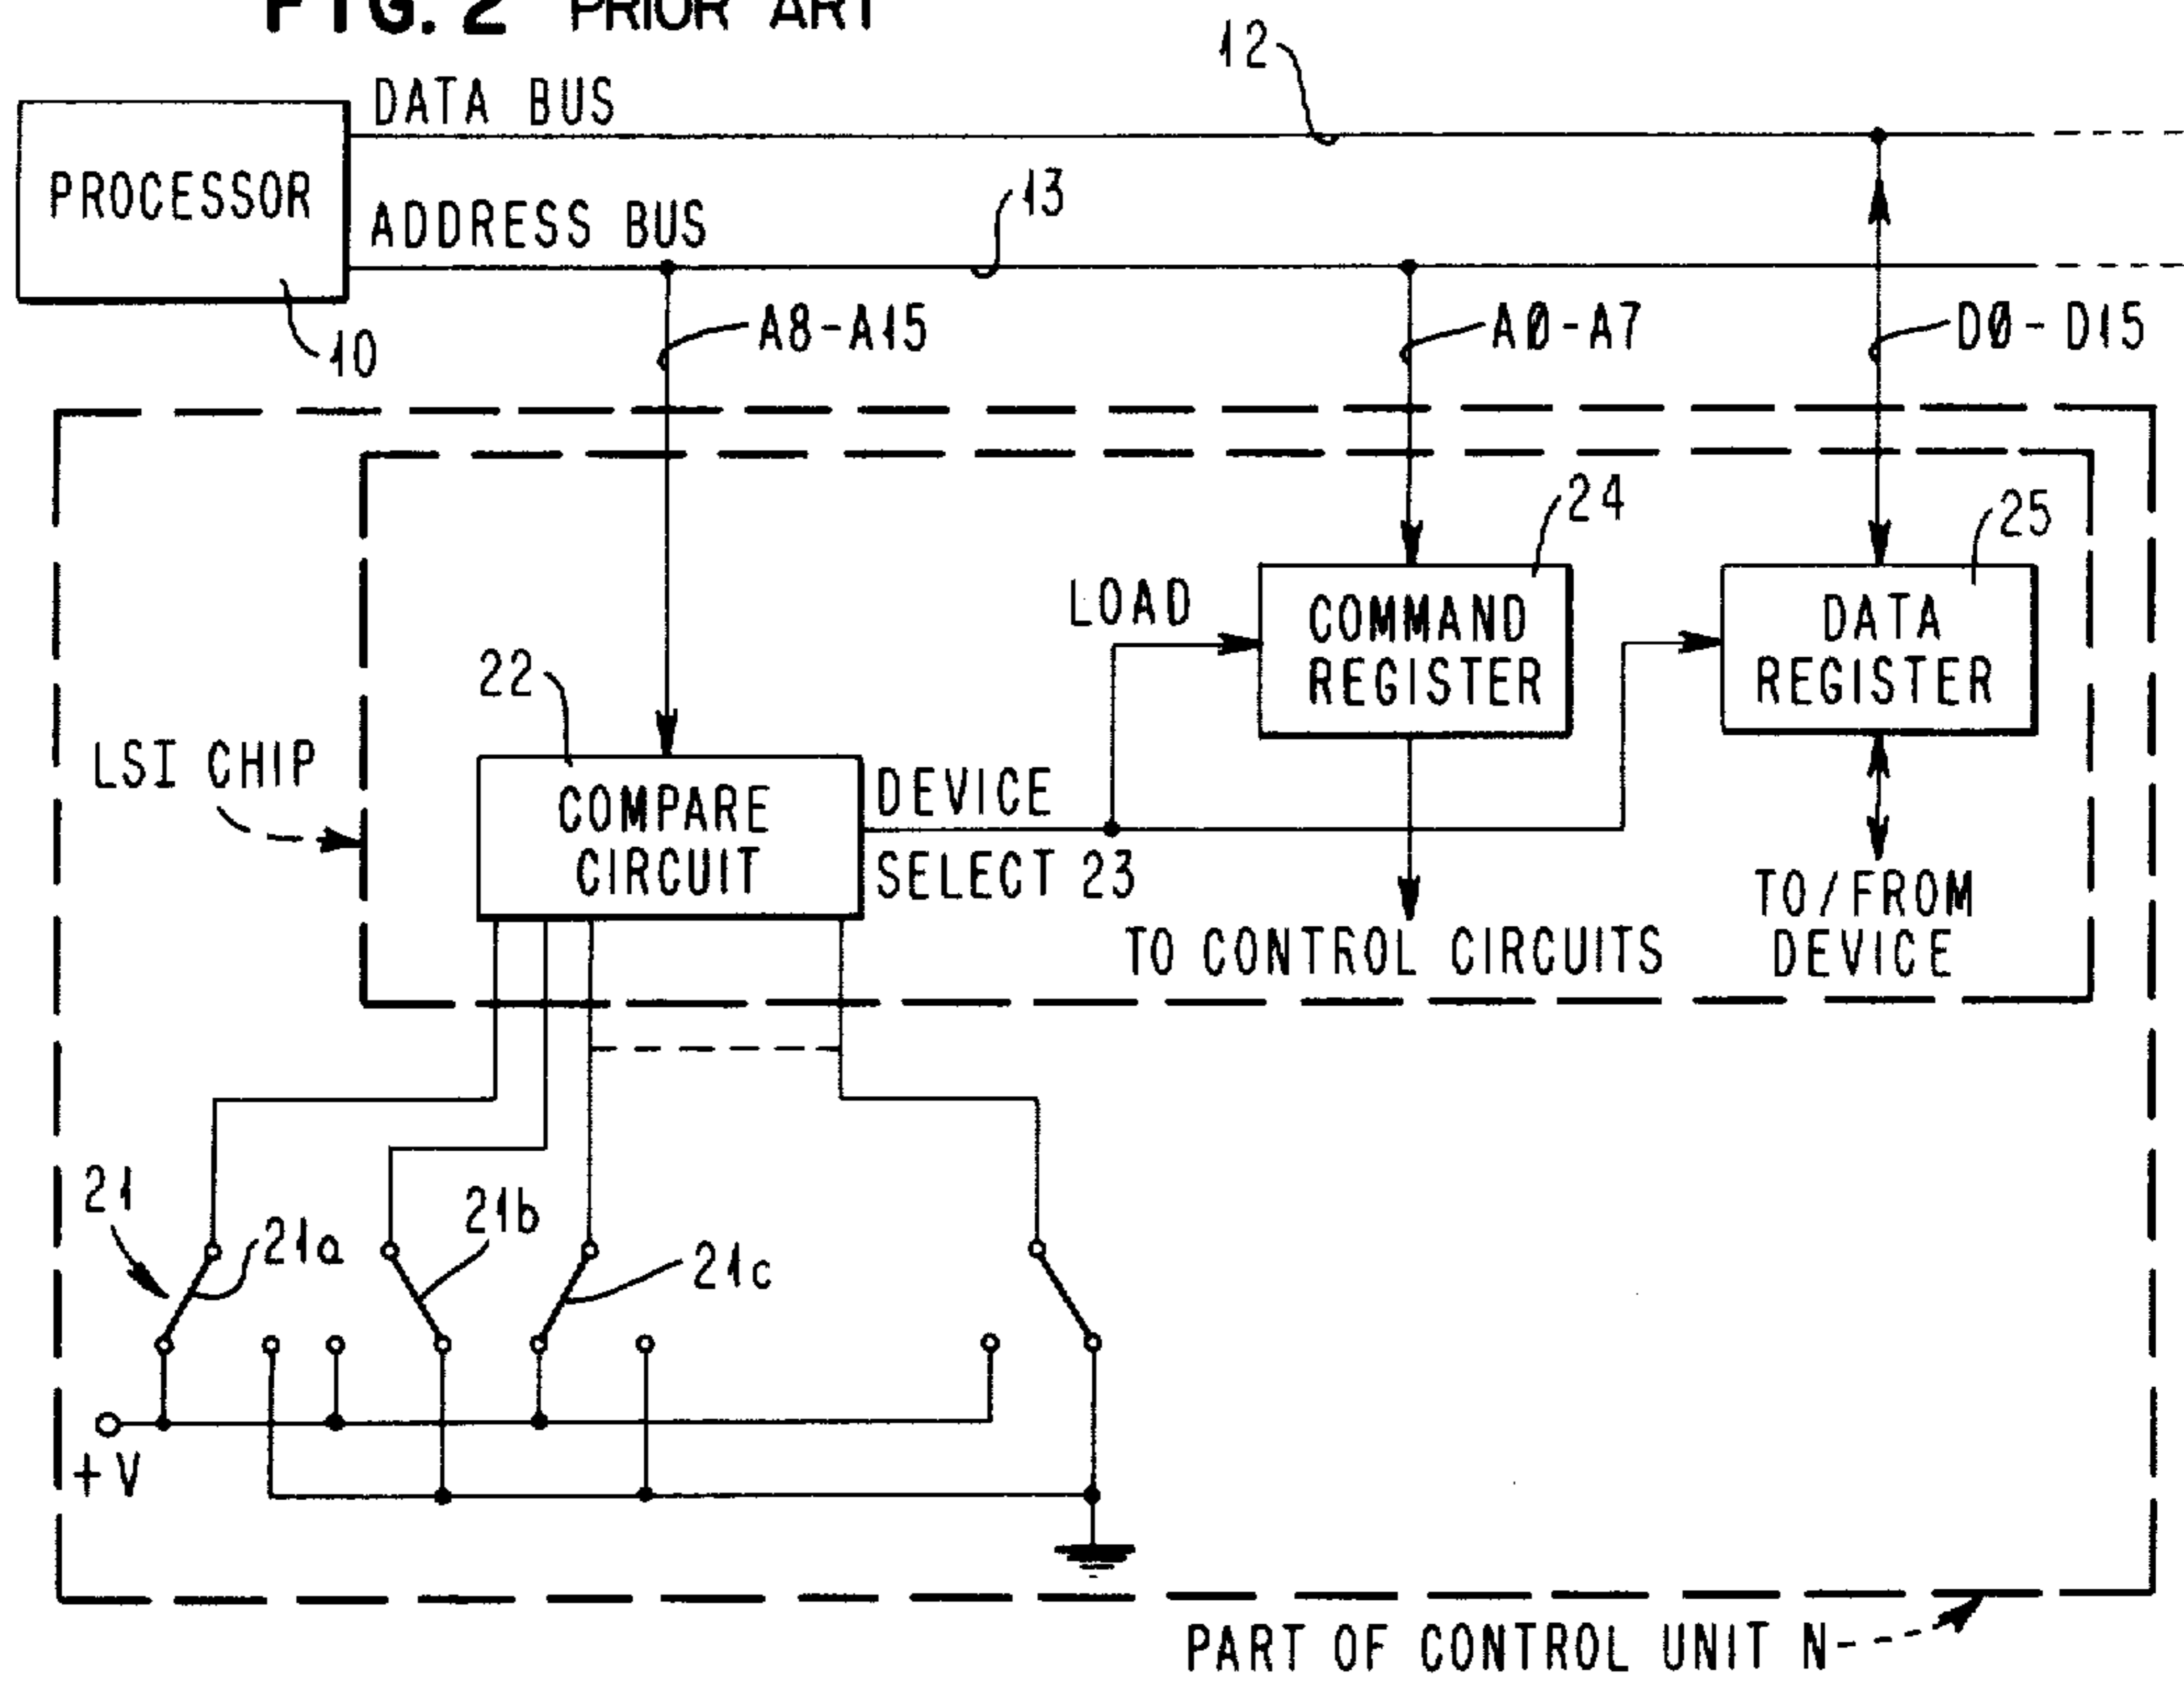 FIG. 2 PRIOR ART
12
DATA BUS
PROCESSOR
13
ADDRESS BUS
10
A8-A15
A0-A7
D0-D15
24
25
LOAD
COMMAND
REGISTER
DATA
REGISTER
22
LSI CHIP
COMPARE
CIRCUIT
DEVICE
SELECT 23
TO CONTROL CIRCUITS
TO/FROM
DEVICE
21
21a
21b
21c
+V
PART OF CONTROL UNIT N